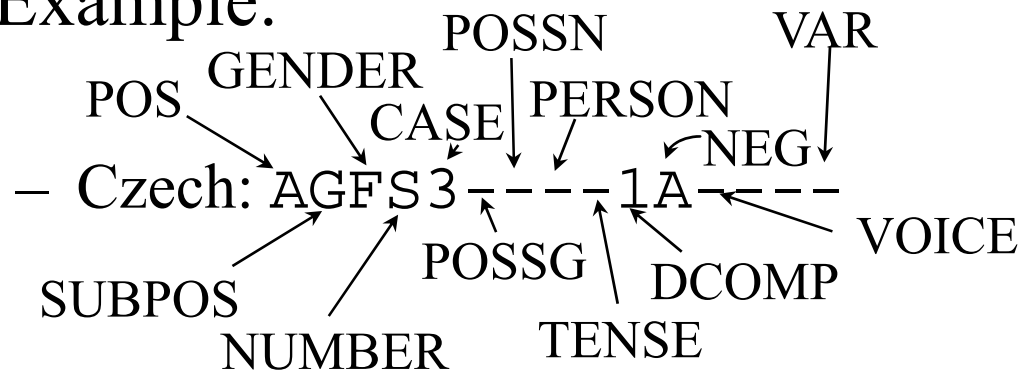 Example:
POSSN
VAR
GENDER
POS
PERSON
CASE
NEG
– Czech: AGFS3----1A----
VOICE
POSSG
DCOMP
SUBPOS
TENSE
NUMBER